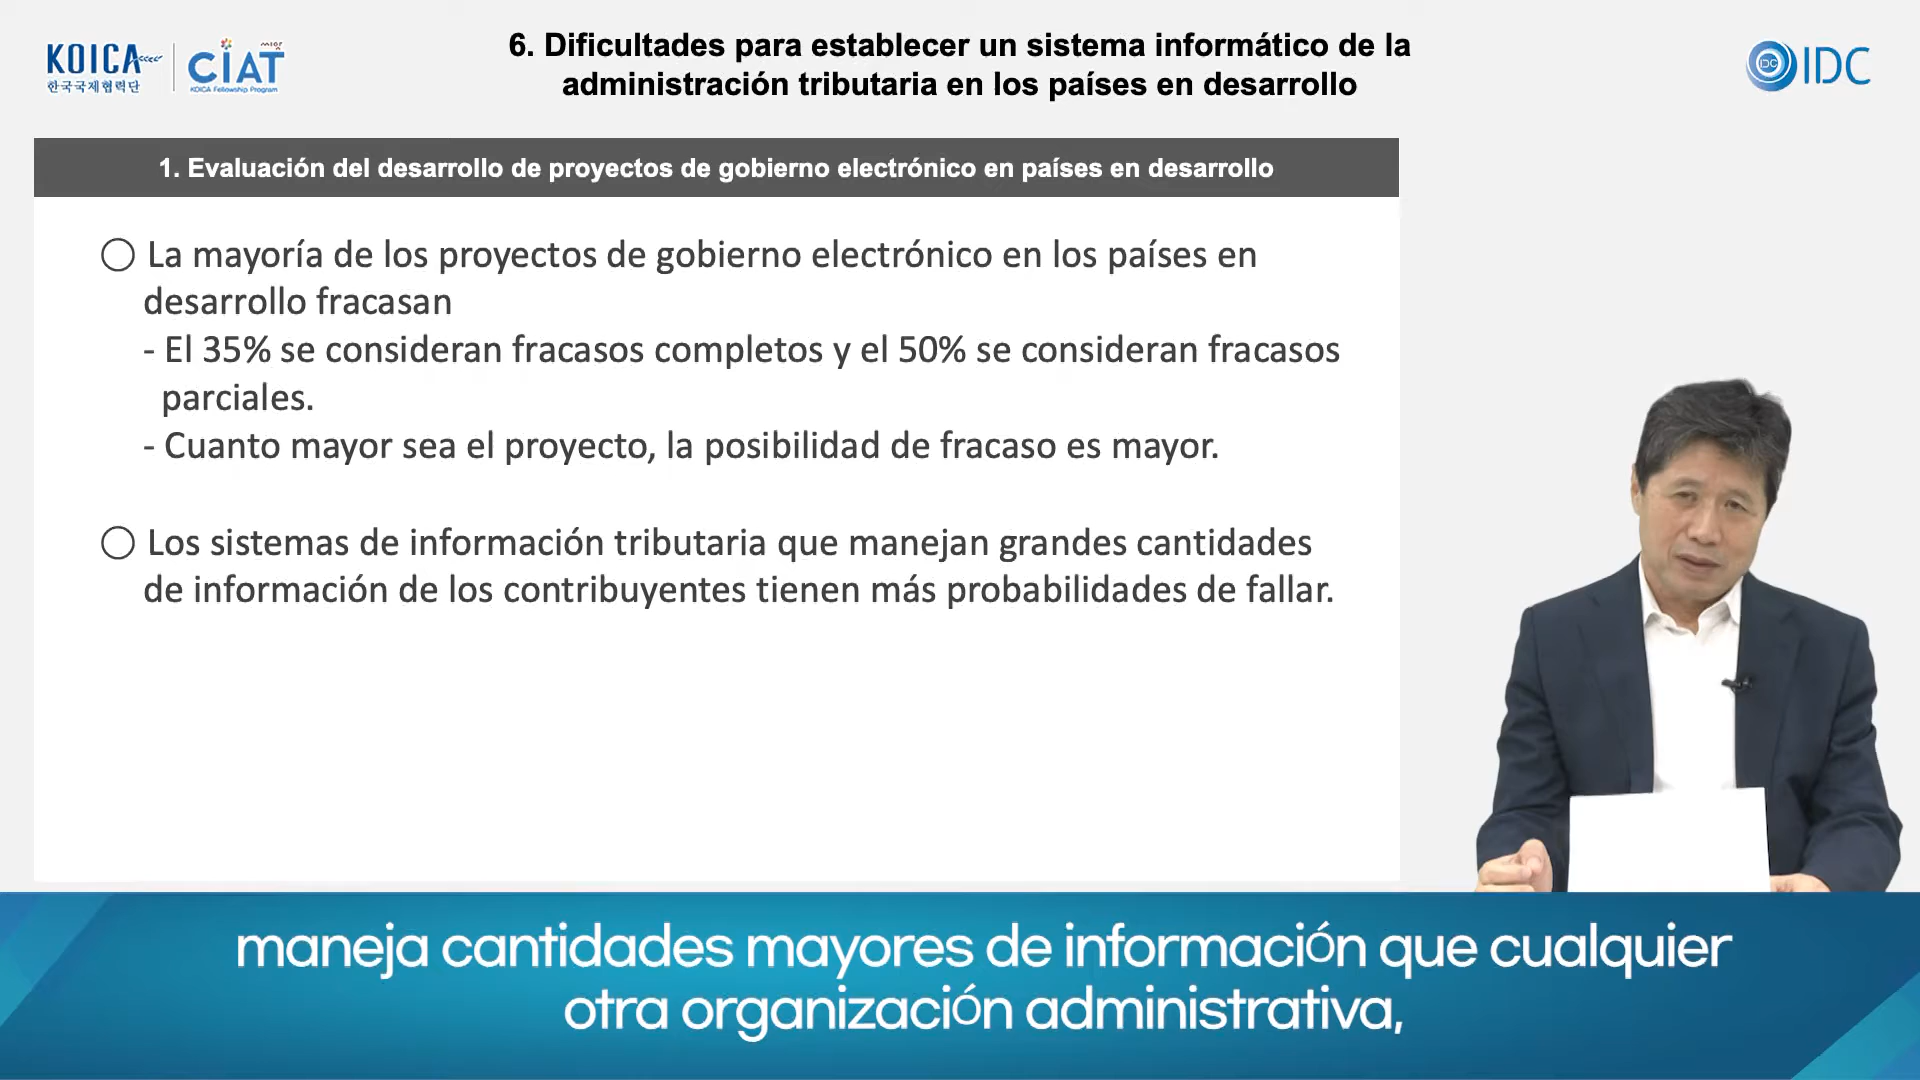 KOICA
한국국제협력단
CIAT
KOICA Fellowship Program
6. Dificultades para establecer un sistema informático de la
administración tributaria en los países en desarrollo
IDC
IDC
1. Evaluación del desarrollo de proyectos de gobierno electrónico en países en desarrollo
○ La mayoría de los proyectos de gobierno electrónico en los países en
desarrollo fracasan
- El 35% se consideran fracasos completos y el 50% se consideran fracasos
parciales.
- Cuanto mayor sea el proyecto, la posibilidad de fracaso es mayor.
○ Los sistemas de información tributaria que manejan grandes cantidades
de información de los contribuyentes tienen más probabilidades de fallar.
maneja cantidades mayores de información que cualquier
otra organización administrativa,